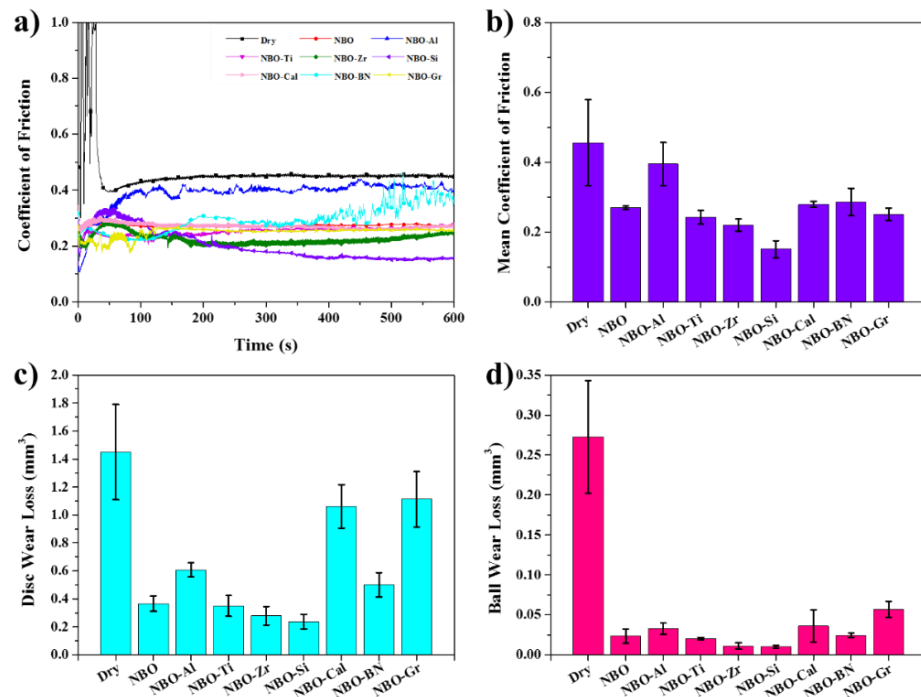 a)
1.0
0.8
0.6
0.4
0.2
0.0
Coefficient of Friction
Dry NBO NBO-Al
NBO-Ti NBO-Zr NBO-Si
NBO-Cal NBO-BN NBO-Gr
0 100 200 300 400 500 600
Time (s)
b)
0.8
0.6
0.4
0.2
0.0
Mean Coefficient of Friction
Dry NBO NBO-Al NBO-Ti NBO-Zr NBO-Si NBO-Cal NBO-BN NBO-Gr
c)
2.0
1.8
1.6
1.4
1.2
1.0
0.8
0.6
0.4
0.2
0.0
Disc Wear Loss (mm³)
Dry NBO NBO-Al NBO-Ti NBO-Zr NBO-Si NBO-Cal NBO-BN NBO-Gr
d)
0.35
0.30
0.25
0.20
0.15
0.10
0.05
0.00
Ball Wear Loss (mm³)
Dry NBO NBO-Al NBO-Ti NBO-Zr NBO-Si NBO-Cal NBO-BN NBO-Gr